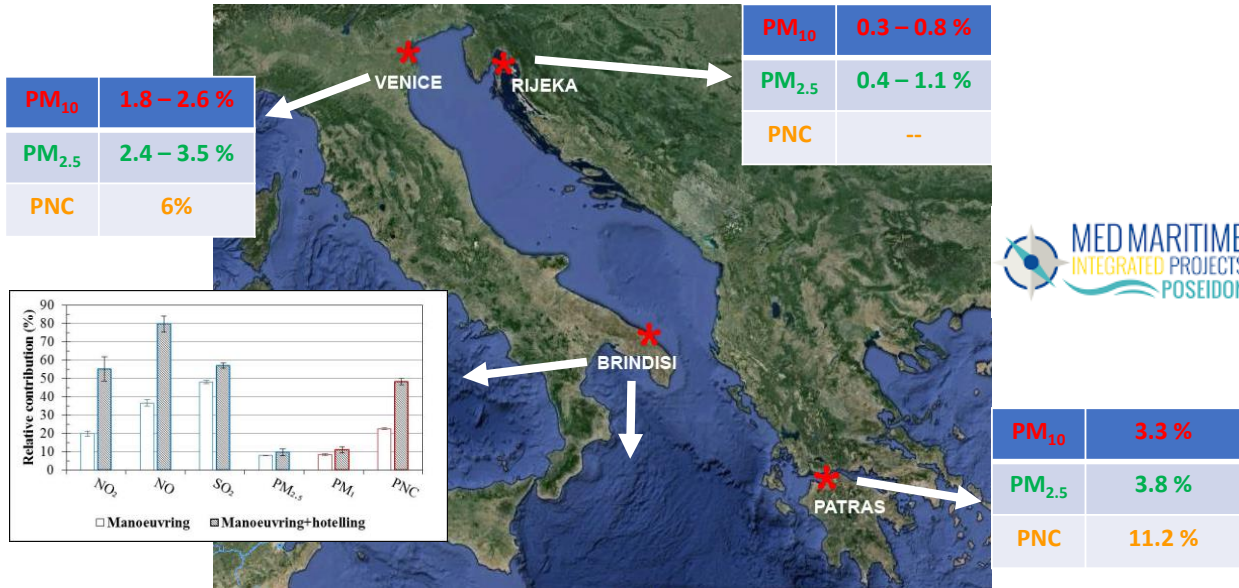 PM10 0.3 – 0.8 %
PM2.5 0.4 – 1.1 %
PNC --
VENICE
RIJEKA
PM10 1.8 – 2.6 %
PM2.5 2.4 – 3.5 %
PNC 6%
MED MARITIME
INTEGRATED PROJECTS
POSEIDON
Relative contribution (%)
90
80
70
60
50
40
30
20
10
0
NO2 NO SO2 PM2.5 PM1 PNC
Manoeuvring Manoeuvring+hotelling
BRINDISI
PATRAS
PM10 3.3 %
PM2.5 3.8 %
PNC 11.2 %